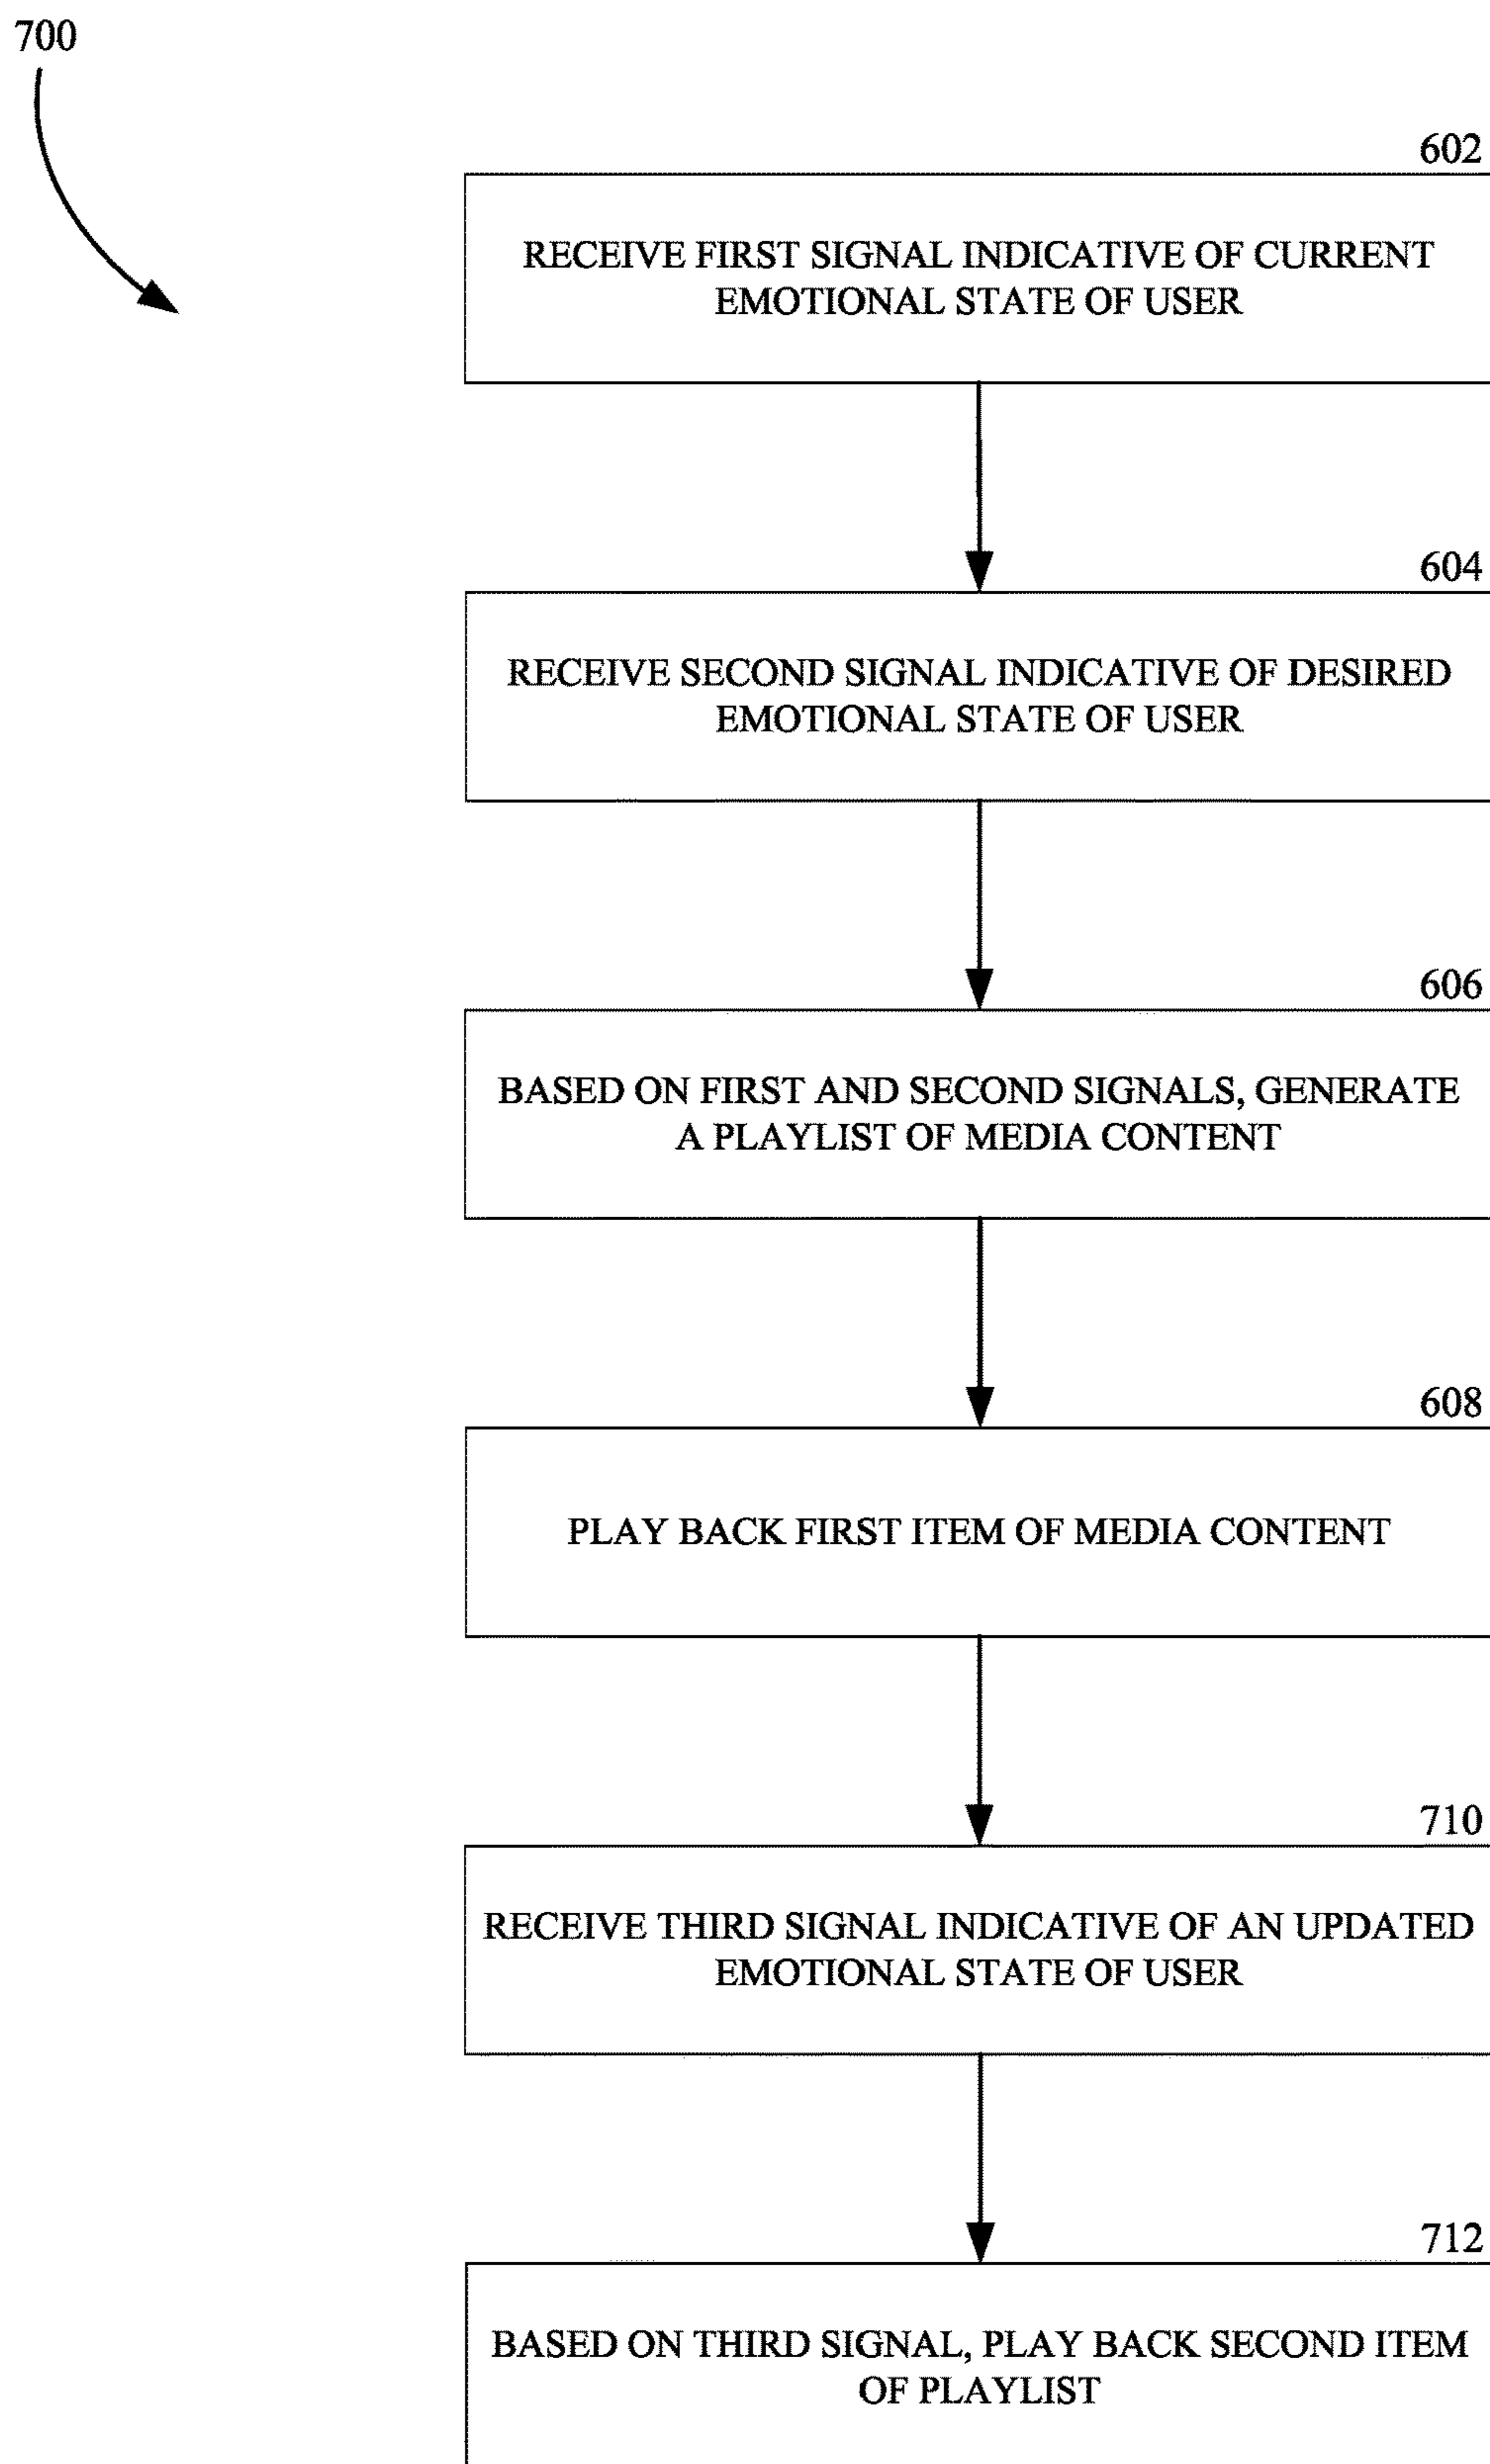 700
602
RECEIVE FIRST SIGNAL INDICATIVE OF CURRENT
EMOTIONAL STATE OF USER
604
RECEIVE SECOND SIGNAL INDICATIVE OF DESIRED
EMOTIONAL STATE OF USER
606
BASED ON FIRST AND SECOND SIGNALS, GENERATE
A PLAYLIST OF MEDIA CONTENT
608
PLAY BACK FIRST ITEM OF MEDIA CONTENT
710
RECEIVE THIRD SIGNAL INDICATIVE OF AN UPDATED
EMOTIONAL STATE OF USER
712
BASED ON THIRD SIGNAL, PLAY BACK SECOND ITEM
OF PLAYLIST